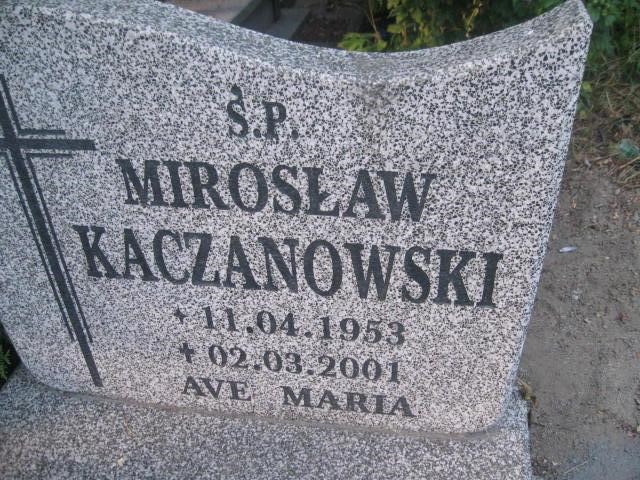 Ś.P.
MIROSŁAW
KACZANOWSKI
* 11.04.1953
+ 02.03.2001
AVE MARIA